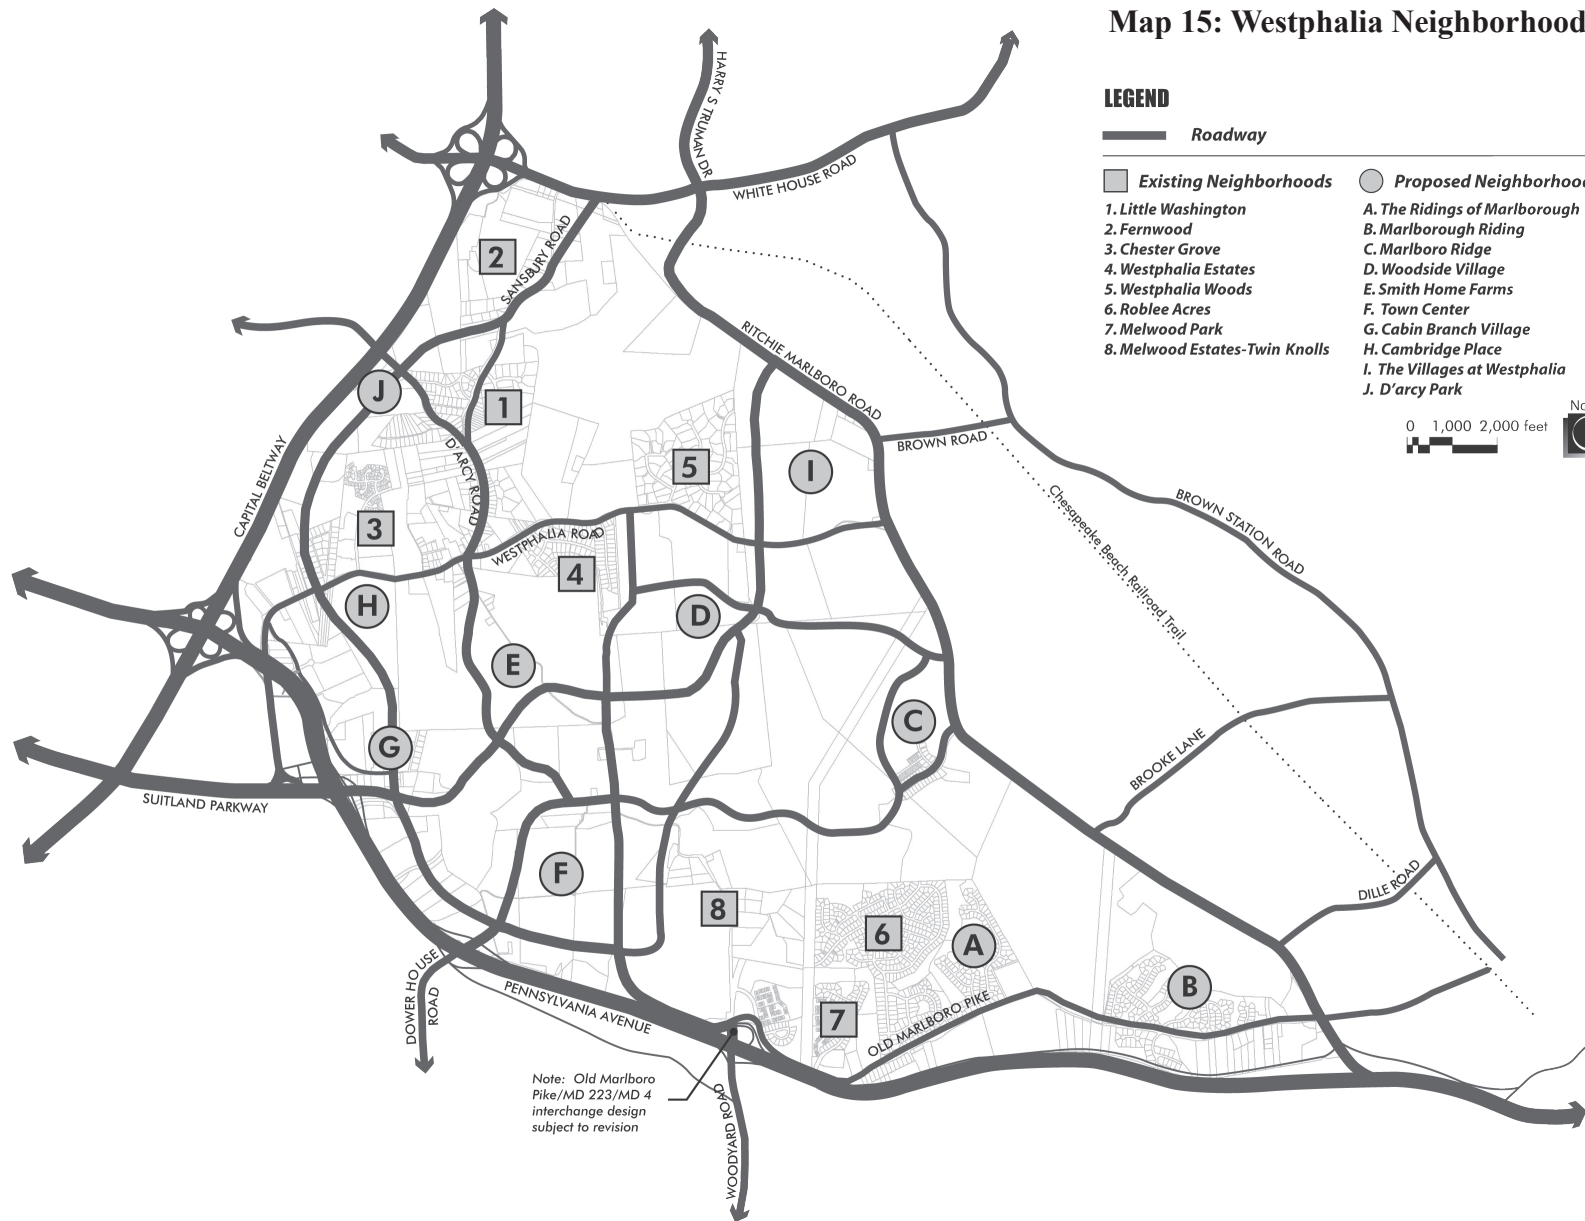 Map 15: Westphalia Neighborhood
LEGEND
Roadway
Existing Neighborhoods
1. Little Washington
2. Fernwood
3. Chester Grove
4. Westphalia Estates
5. Westphalia Woods
6. Roblee Acres
7. Melwood Park
8. Melwood Estates-Twin Knolls
Proposed Neighborhoo
A. The Ridings of Marlborough
B. Marlborough Riding
C. Marlboro Ridge
D. Woodside Village
E. Smith Home Farms
F. Town Center
G. Cabin Branch Village
H. Cambridge Place
I. The Villages at Westphalia
J. D'arcy Park
0 1,000 2,000 feet
No
HARRY S TRUMAN DR
WHITE HOUSE ROAD
SANSBURY ROAD
2
RITCHIE MARLBORO ROAD
J
1
BROWN ROAD
D'ARCY ROAD
CAPITAL BELTWAY
5
I
BROWN STATION ROAD
Chesapeake Beach Railroad Trail
3
WESTPHALIA ROAD
4
H
D
E
C
G
BROOKE LANE
SUITLAND PARKWAY
F
DILLE ROAD
8
6
A
B
7
DOWER HOUSE
ROAD
PENNSYLVANIA AVENUE
OLD MARLBORO PIKE
Note: Old Marlboro
Pike/MD 223/MD 4
interchange design
subject to revision
WOODYARD ROAD